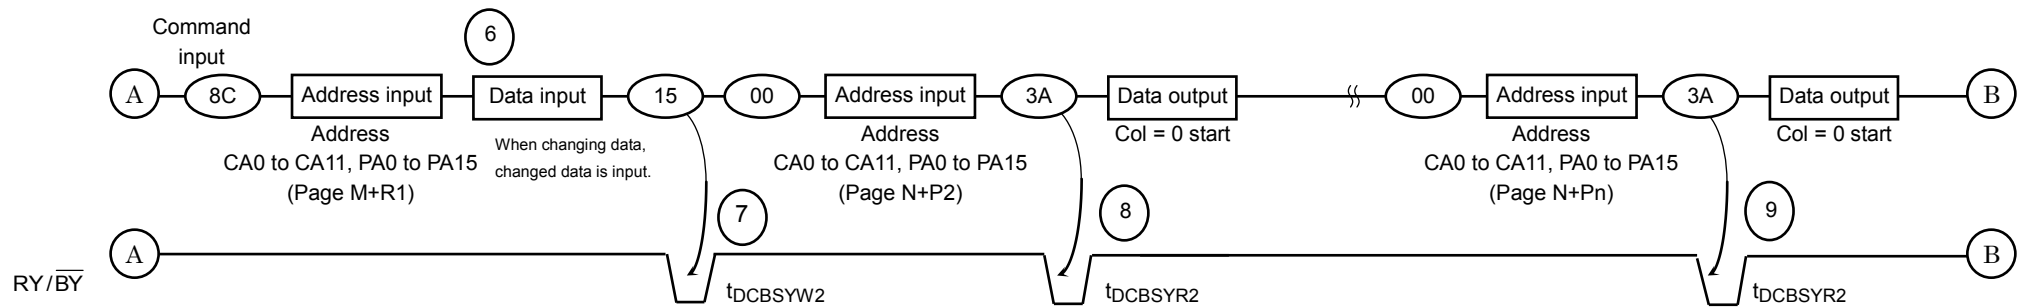 Command
input
6
A 8C Address input Data input 15 00 Address input 3A Data output 00 Address input 3A Data output B
Address
CA0 to CA11, PA0 to PA15
(Page M+R1)
When changing data,
changed data is input.
Address
CA0 to CA11, PA0 to PA15
(Page N+P2)
Col = 0 start
Address
CA0 to CA11, PA0 to PA15
(Page N+Pn)
Col = 0 start
7
8
9
A B
RY/BY
tDCBSYW2
tDCBSYR2
tDCBSYR2